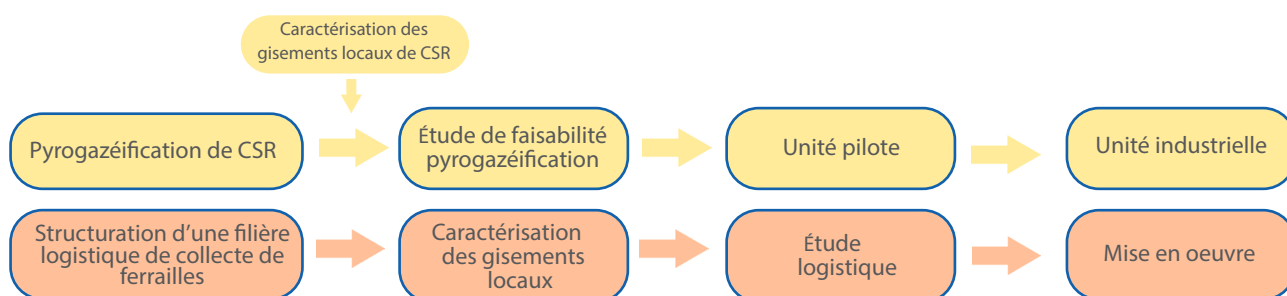 Caractérisation des
gisements locaux de CSR
Pyrogazéification de CSR
Étude de faisabilité
pyrogazéification
Unité pilote
Unité industrielle
Structuration d'une filière
logistique de collecte de
ferrailles
Caractérisation
des gisements
locaux
Étude
logistique
Mise en oeuvre